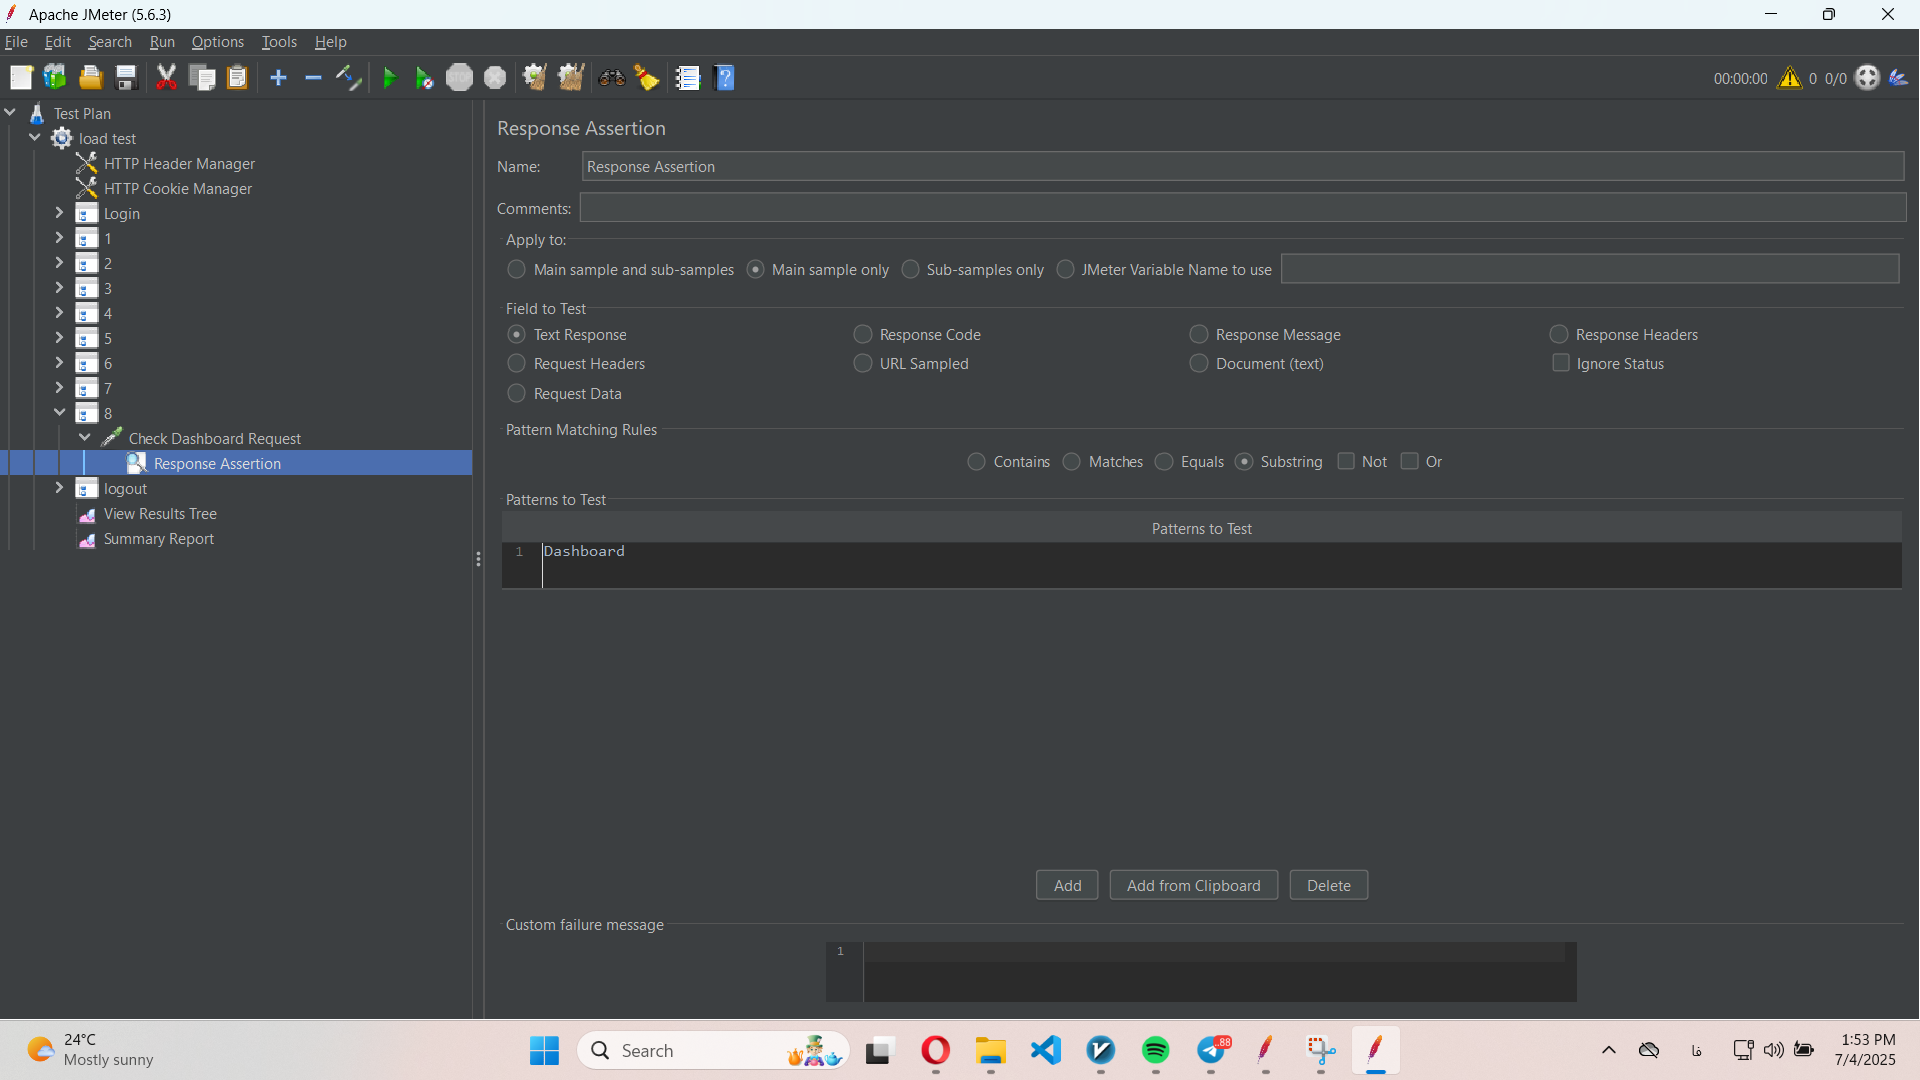 Apache JMeter (5.6.3)
File Edit Search Run Options Tools Help
STOP
00:00:00 0 0/0
Test Plan
load test
HTTP Header Manager
HTTP Cookie Manager
Login
1
2
3
4
5
6
7
8
Check Dashboard Request
Response Assertion
logout
View Results Tree
Summary Report
Response Assertion
Name: Response Assertion
Comments:
Apply to:
Main sample and sub-samples Main sample only Sub-samples only JMeter Variable Name to use
Field to Test
Text Response Response Code Response Message Response Headers
Request Headers URL Sampled Document (text) Ignore Status
Request Data
Pattern Matching Rules
Contains Matches Equals Substring Not Or
Patterns to Test
Patterns to Test
1 Dashboard
Add Add from Clipboard Delete
Custom failure message
1
24°C
Mostly sunny
Search
88
فا
1:53 PM
7/4/2025